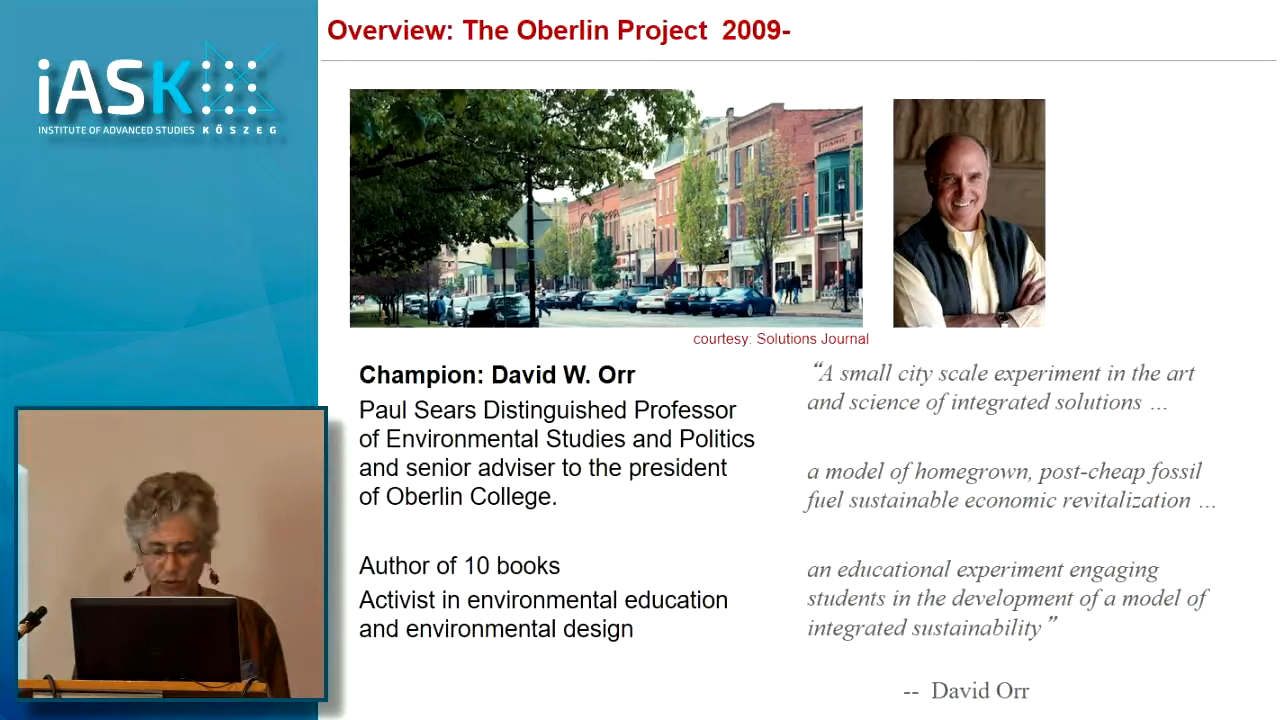 iASK
INSTITUTE OF ADVANCED STUDIES KŐSZEG
Overview: The Oberlin Project 2009-
courtesy: Solutions Journal
Champion: David W. Orr
Paul Sears Distinguished Professor
of Environmental Studies and Politics
and senior adviser to the president
of Oberlin College.
Author of 10 books
Activist in environmental education
and environmental design
“A small city scale experiment in the art
and science of integrated solutions …
a model of homegrown, post-cheap fossil
fuel sustainable economic revitalization …
an educational experiment engaging
students in the development of a model of
integrated sustainability”
-- David Orr